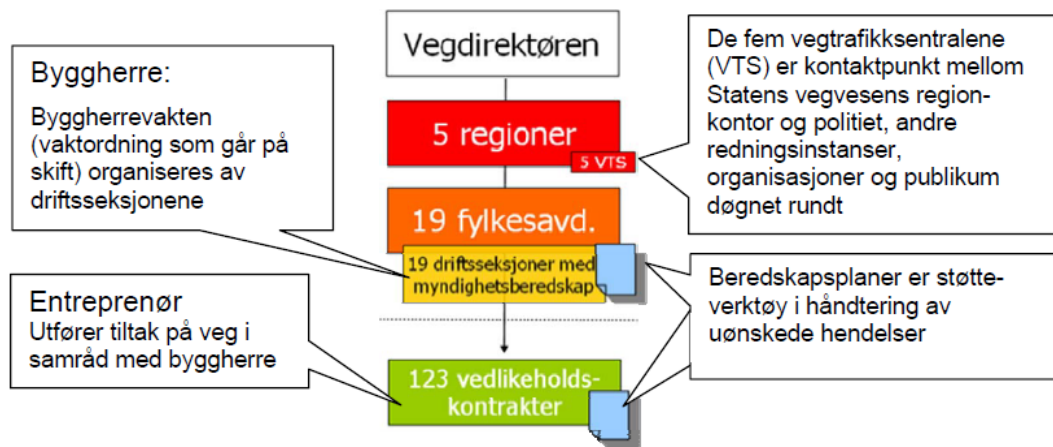 Vegdirektøren
Byggherre:
Byggherrevakten
(vaktordning som går på
skift) organiseres av
driftsseksjonene
De fem vegtrafikksentralene
(VTS) er kontaktpunkt mellom
Statens vegvesens region-
kontor og politiet, andre
redningsinstanser,
organisasjoner og publikum
døgnet rundt
5 regioner
5 VTS
19 fylkesavd.
19 driftsseksjoner med
myndighetsberedskap
Entreprenør
Utfører tiltak på veg i
samråd med byggherre
Beredskapsplaner er støtte-
verktøy i håndtering av
uønskede hendelser
123 vedlikeholds-
kontrakter